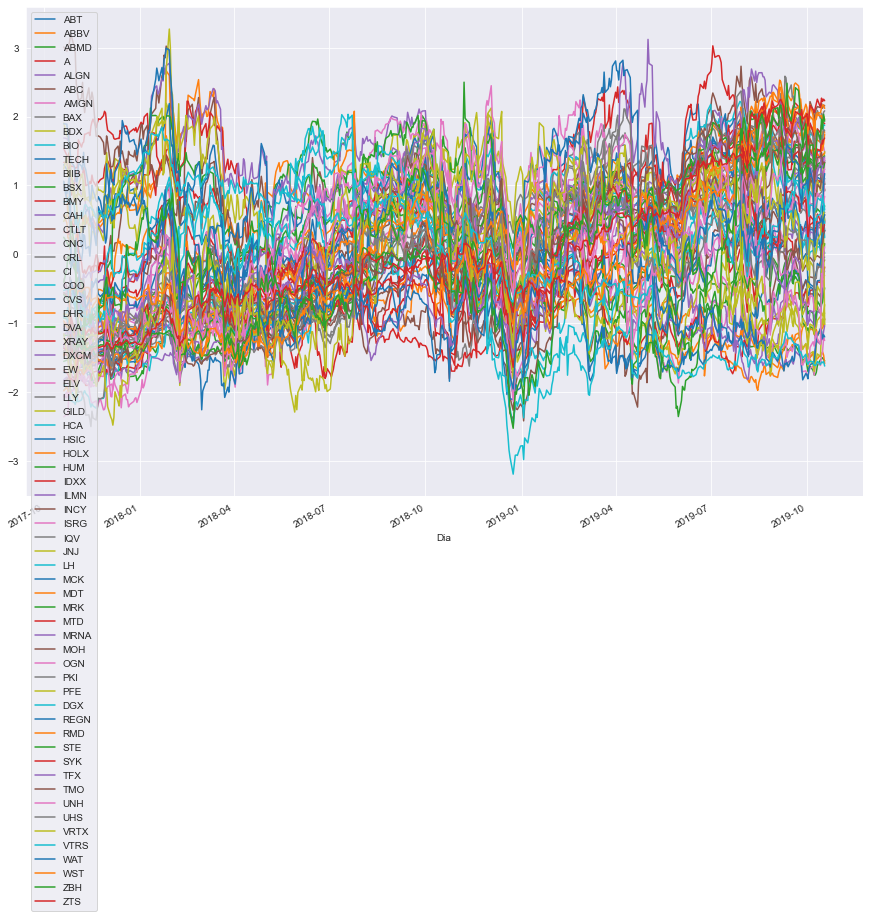 3
2
1
0
−1
−2
−3
ABT
ABBV
ABMD
A
ALGN
ABC
AMGN
BAX
BDX
BIO
TECH
BIIB
BSX
BMY
CAH
CTLT
CNC
CRL
CI
COO
CVS
DHR
DVA
XRAY
DXCM
EW
ELV
LLY
GILD
HCA
HSIC
HOLX
HUM
IDXX
ILMN
INCY
ISRG
IQV
JNJ
LH
MCK
MDT
MRK
MTD
MRNA
MOH
OGN
PKI
PFE
DGX
REGN
RMD
STE
SYK
TFX
TMO
UNH
UHS
VRTX
VTRS
WAT
WST
ZBH
ZTS
2017-10
2018-01
2018-04
2018-07
2018-10
2019-01
2019-04
2019-07
2019-10
Dia